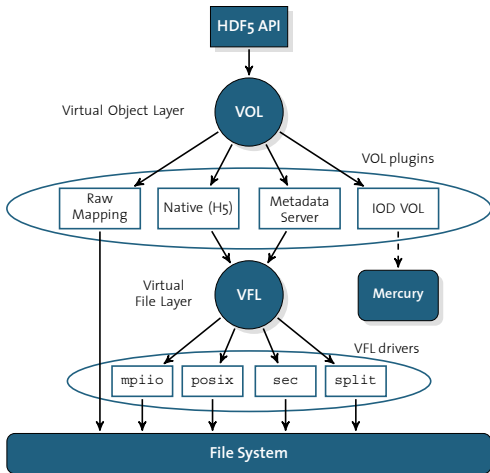 HDF5 API
Virtual Object Layer
VOL
VOL plugins
Raw
Mapping
Native (H5)
Metadata
Server
IOD VOL
Virtual
File Layer
VFL
Mercury
VFL drivers
mpiio
posix
sec
split
File System